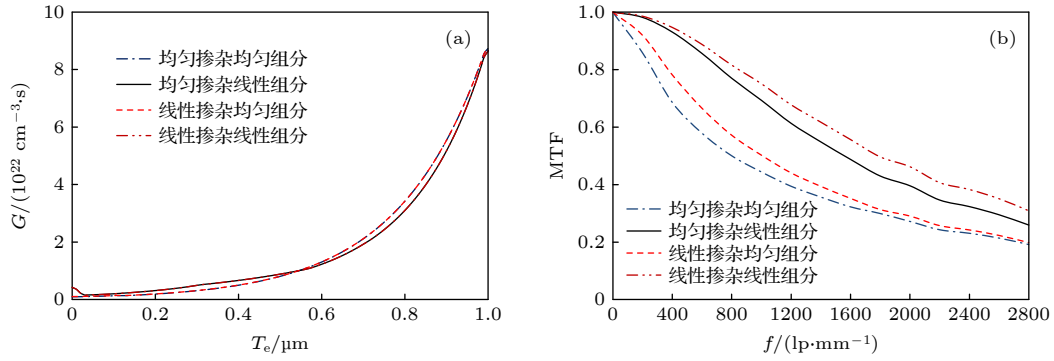 (a)
10
8
6
4
2
0
G/(10²² cm⁻³·s)
均匀掺杂均匀组分
均匀掺杂线性组分
线性掺杂均匀组分
线性掺杂线性组分
0 0.2 0.4 0.6 0.8 1.0
Tₑ/μm
(b)
1.0
0.8
0.6
0.4
0.2
0
MTF
均匀掺杂均匀组分
均匀掺杂线性组分
线性掺杂均匀组分
线性掺杂线性组分
0 400 800 1200 1600 2000 2400 2800
f/(lp·mm⁻¹)